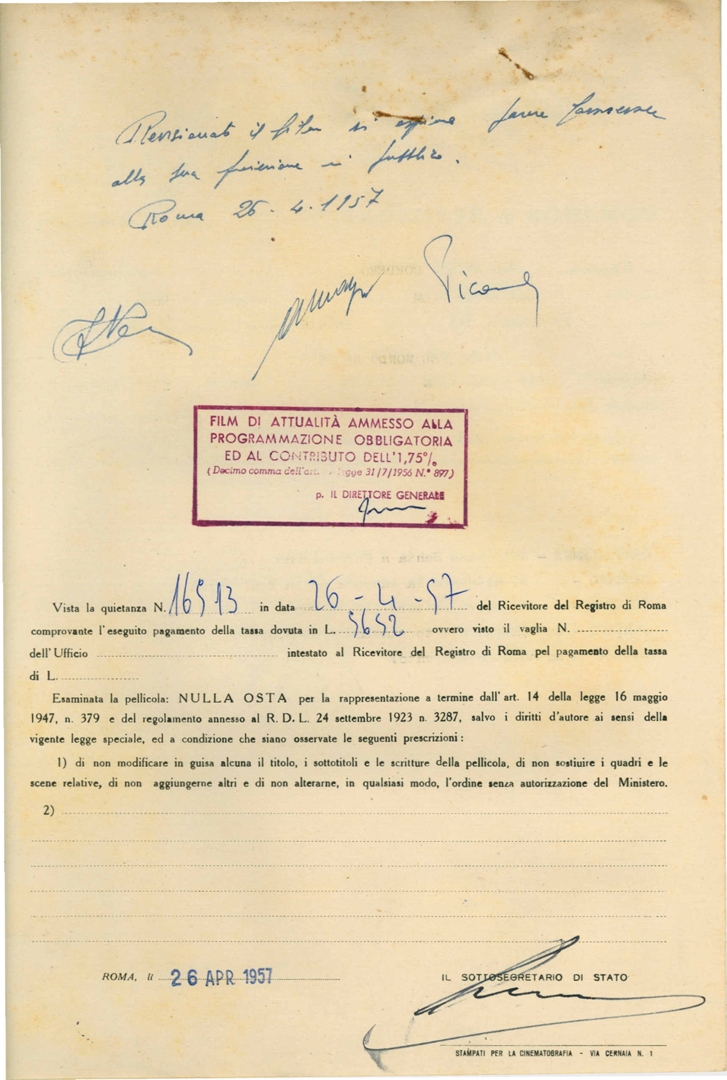 Revisionato il film si esprime parere favorevole
alla sua proiezione in pubblico.
Roma 26.4.1957
FILM DI ATTUALITÀ AMMESSO ALLA
PROGRAMMAZIONE OBBLIGATORIA
ED AL CONTRIBUTO DELL'1,75%
(Decimo comma dell'art. legge 31/7/1956 N.° 897)
p. IL DIRETTORE GENERALE
Vista la quietanza N. 16513 in data 26-4-57 del Ricevitore del Registro di Roma
comprovante l'eseguito pagamento della tassa dovuta in L. 5652 ovvero visto il vaglia N.
dell'Ufficio intestato al Ricevitore del Registro di Roma pel pagamento della tassa
di L.
Esaminata la pellicola: NULLA OSTA per la rappresentazione a termine dall'art. 14 della legge 16 maggio
1947, n. 379 e del regolamento annesso al R. D. L. 24 settembre 1923 n. 3287, salvo i diritti d'autore ai sensi della
vigente legge speciale, ed a condizione che siano osservate le seguenti prescrizioni :
1) di non modificare in guisa alcuna il titolo, i sottotitoli e le scritture della pellicola, di non sostiuire i quadri e le
scene relative, di non aggiungerne altri e di non alterarne, in qualsiasi modo, l'ordine senza autorizzazione del Ministero.
2)
ROMA, li 26 APR 1957
IL SOTTOSEGRETARIO DI STATO
STAMPATI PER LA CINEMATOGRAFIA - VIA CERNAIA N. 1